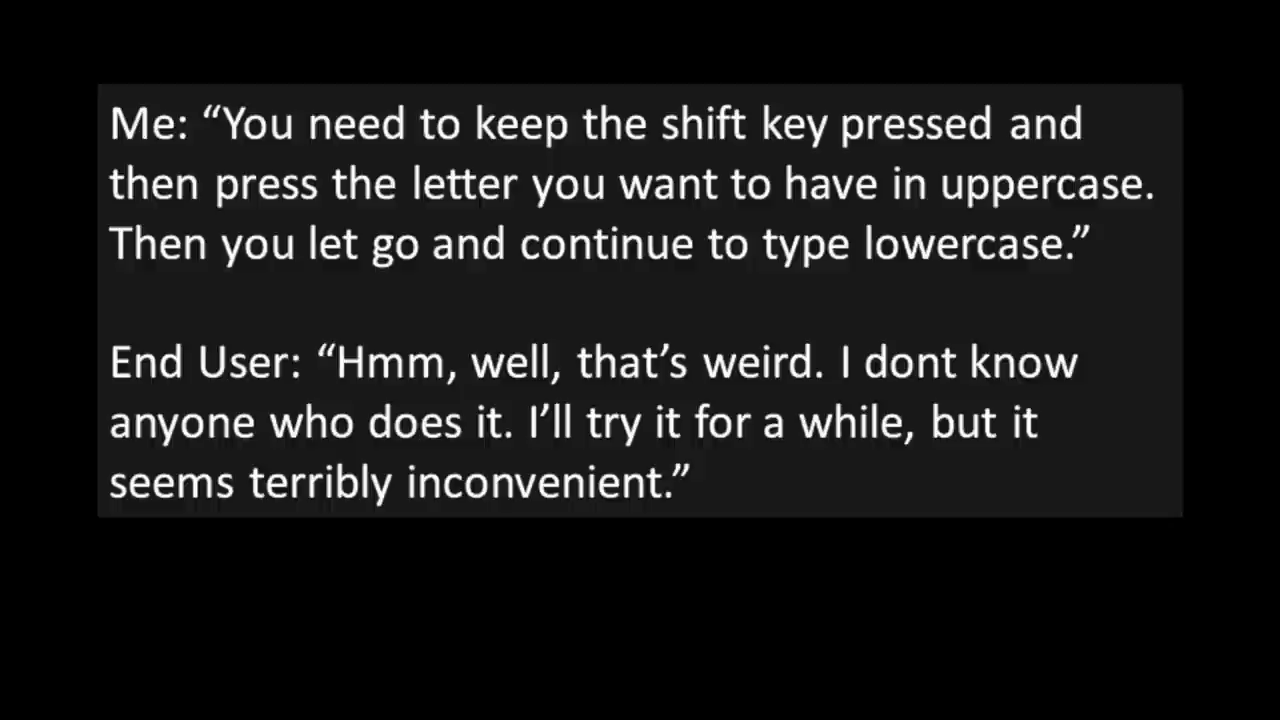 Me: “You need to keep the shift key pressed and
then press the letter you want to have in uppercase.
Then you let go and continue to type lowercase.”
End User: “Hmm, well, that’s weird. I dont know
anyone who does it. I’ll try it for a while, but it
seems terribly inconvenient.”